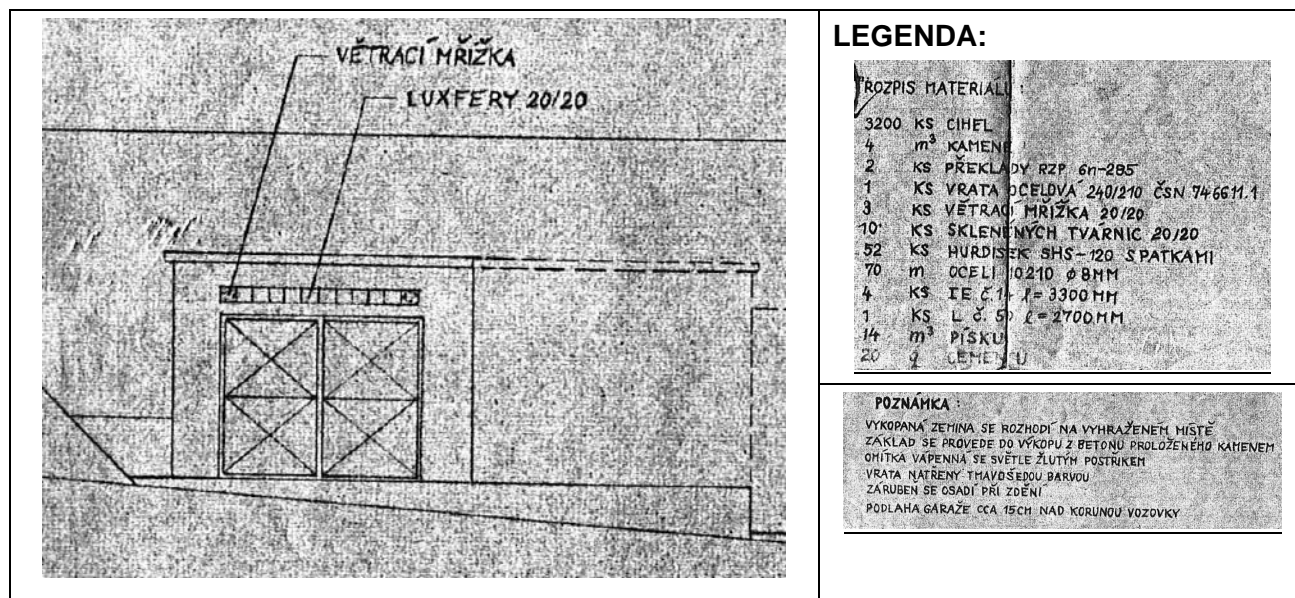 VĚTRACÍ MŘÍŽKA
LUXFERY 20/20
LEGENDA:
ROZPIS MATERIÁLU :
3200 KS CIHEL
4 m³ KAMENE
2 KS PŘEKLADY RZP 6n-285
1 KS VRATA OCELOVÁ 240/210 ČSN 746611.1
3 KS VĚTRACÍ MŘÍŽKA 20/20
10 KS SKLENĚNÝCH TVÁRNIC 20/20
52 KS HURDISEK SHS-120 S PATKAMI
70 m OCELI 10210 ø 8MM
4 KS IE Č. 14 l = 3300 MM
1 KS L Č. 50 l = 2700 MM
14 m³ PÍSKU
20 q CEMENTU
POZNÁMKA :
VYKOPANÁ ZEMINA SE ROZHODÍ NA VYHRAŽENEM MÍSTĚ
ZÁKLAD SE PROVEDE DO VÝKOPU Z BETONU PROLOŽENÉHO KAMENEM
OMÍTKA VÁPENNÁ SE SVĚTLE ŽLUTÝM POSTŘIKEM
VRATA NATŘENY TMAVOŠEDOU BARVOU
ZÁRUBEŇ SE OSADÍ PŘI ZDĚNÍ
PODLAHA GARAŽE CCA 15CM NAD KORUNOU VOZOVKY